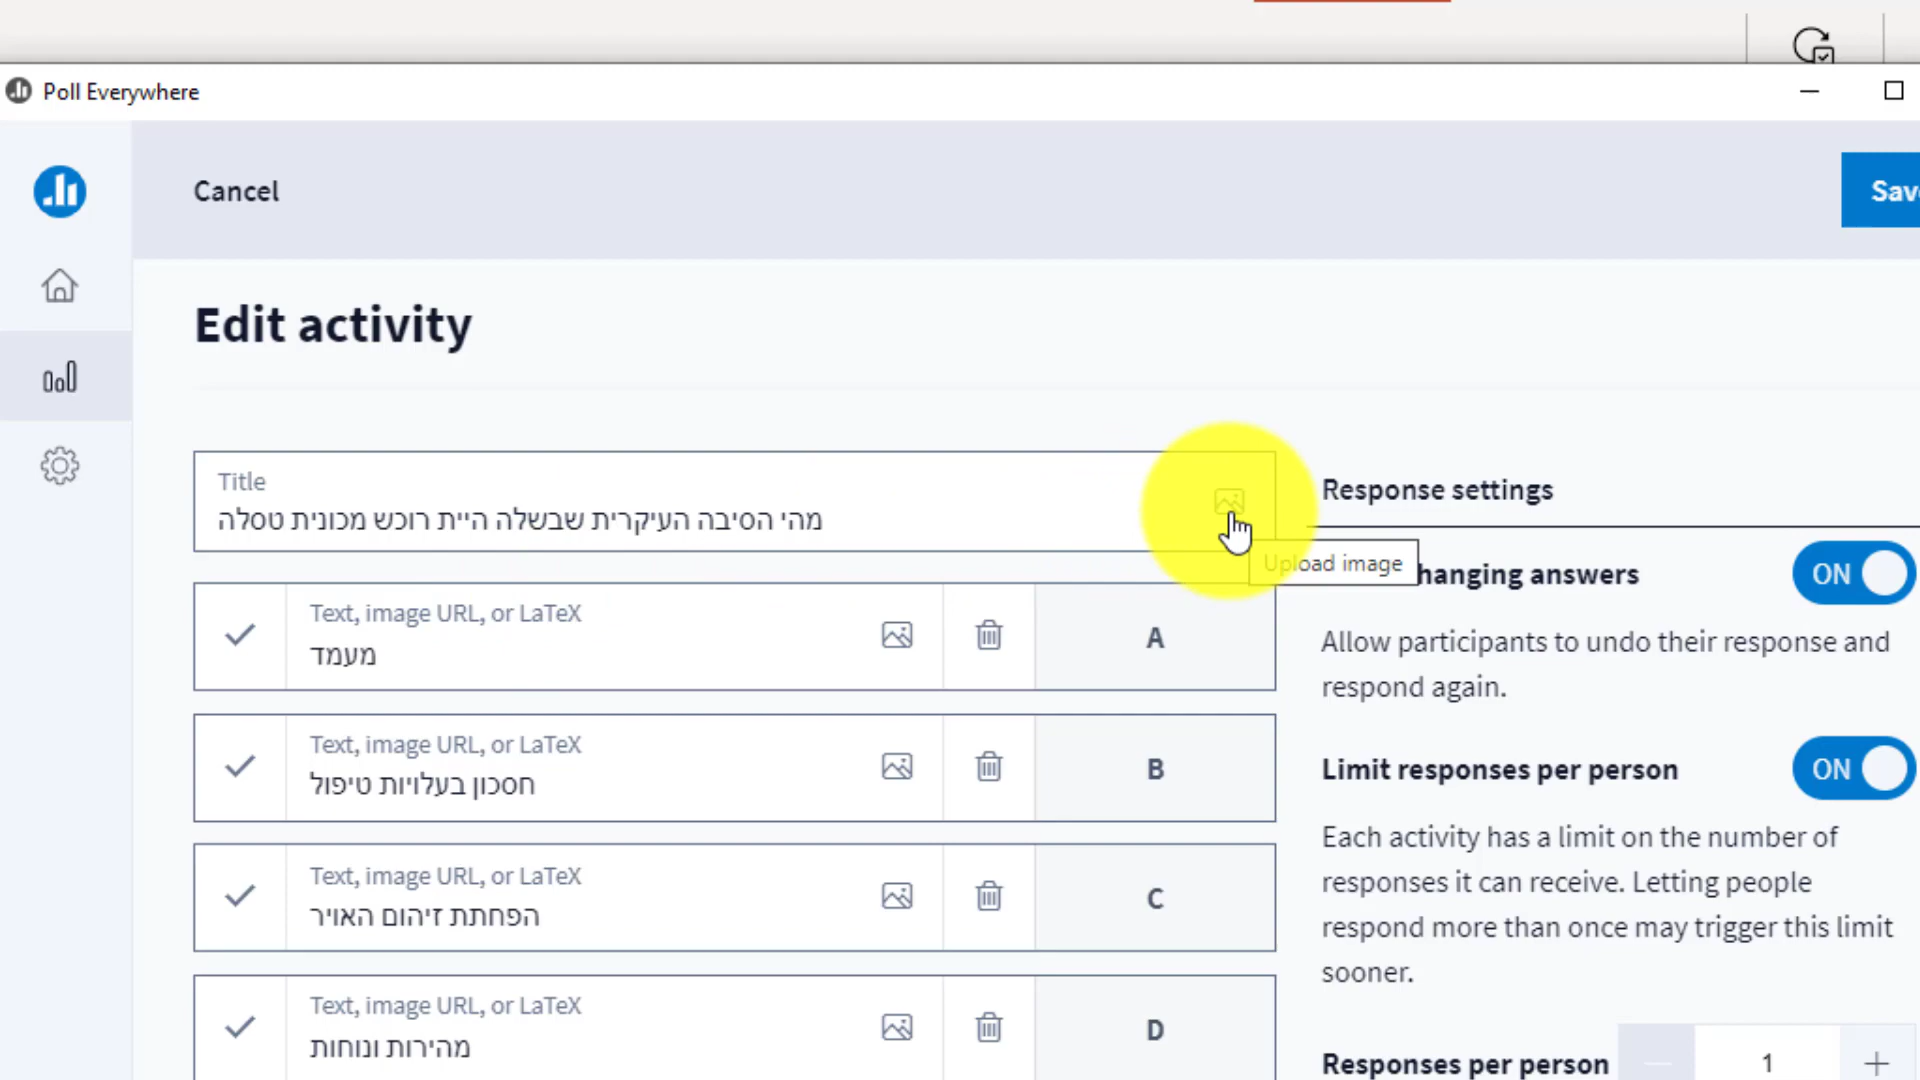 Poll Everywhere
Cancel
Edit activity
Title
מהי הסיבה העיקרית שבשלה היית רוכש מכונית טסלה
Upload image
Text, image URL, or LaTeX
מעמד
A
Text, image URL, or LaTeX
חסכון בעלויות טיפול
B
Text, image URL, or LaTeX
הפחתת זיהום האויר
C
Text, image URL, or LaTeX
מהירות ונוחות
D
Response settings
hanging answers
ON
Allow participants to undo their response and
respond again.
Limit responses per person
ON
Each activity has a limit on the number of
responses it can receive. Letting people
respond more than once may trigger this limit
sooner.
Responses per person
1